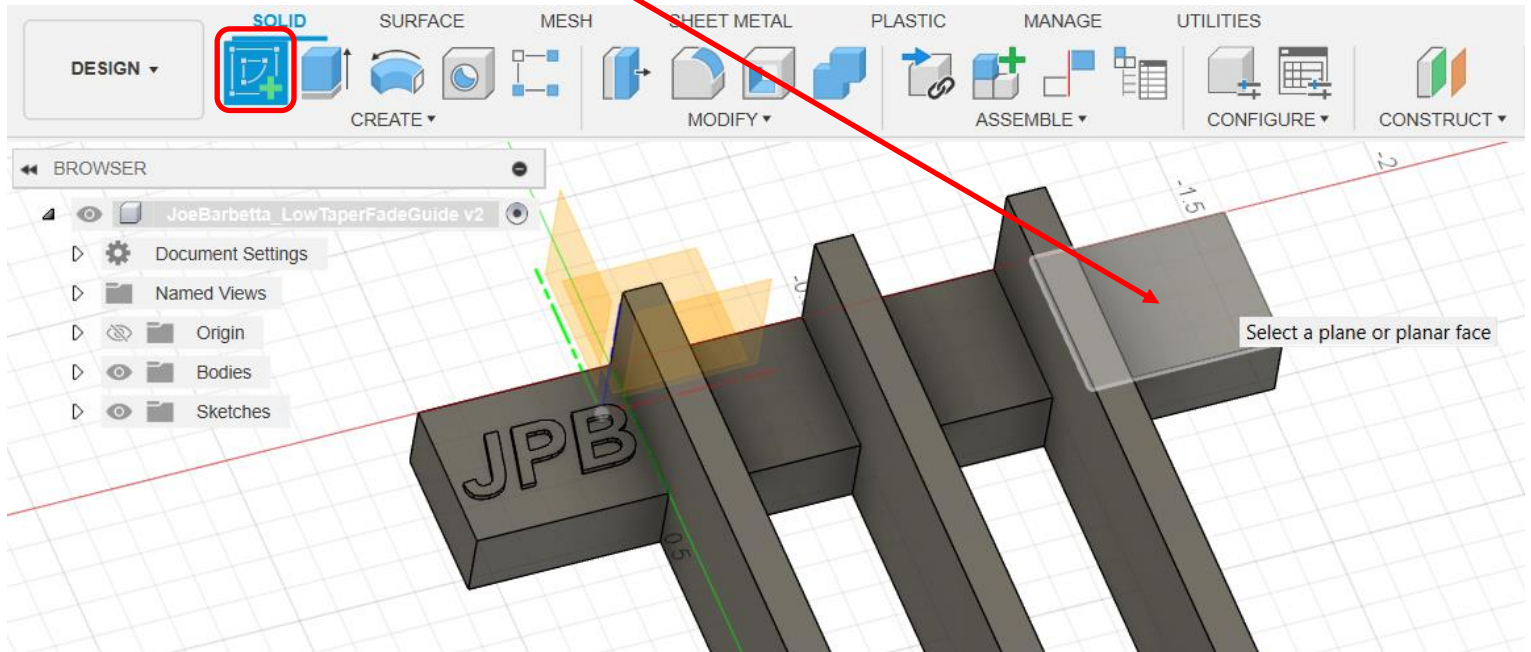 SOLID SURFACE MESH SHEET METAL PLASTIC MANAGE UTILITIES
DESIGN
CREATE MODIFY ASSEMBLE CONFIGURE CONSTRUCT
BROWSER
JoeBarbetta_LowTaperFadeGuide v2
Document Settings
Named Views
Origin
Bodies
Sketches
-2
-1.5
Select a plane or planar face
JPB
0.5